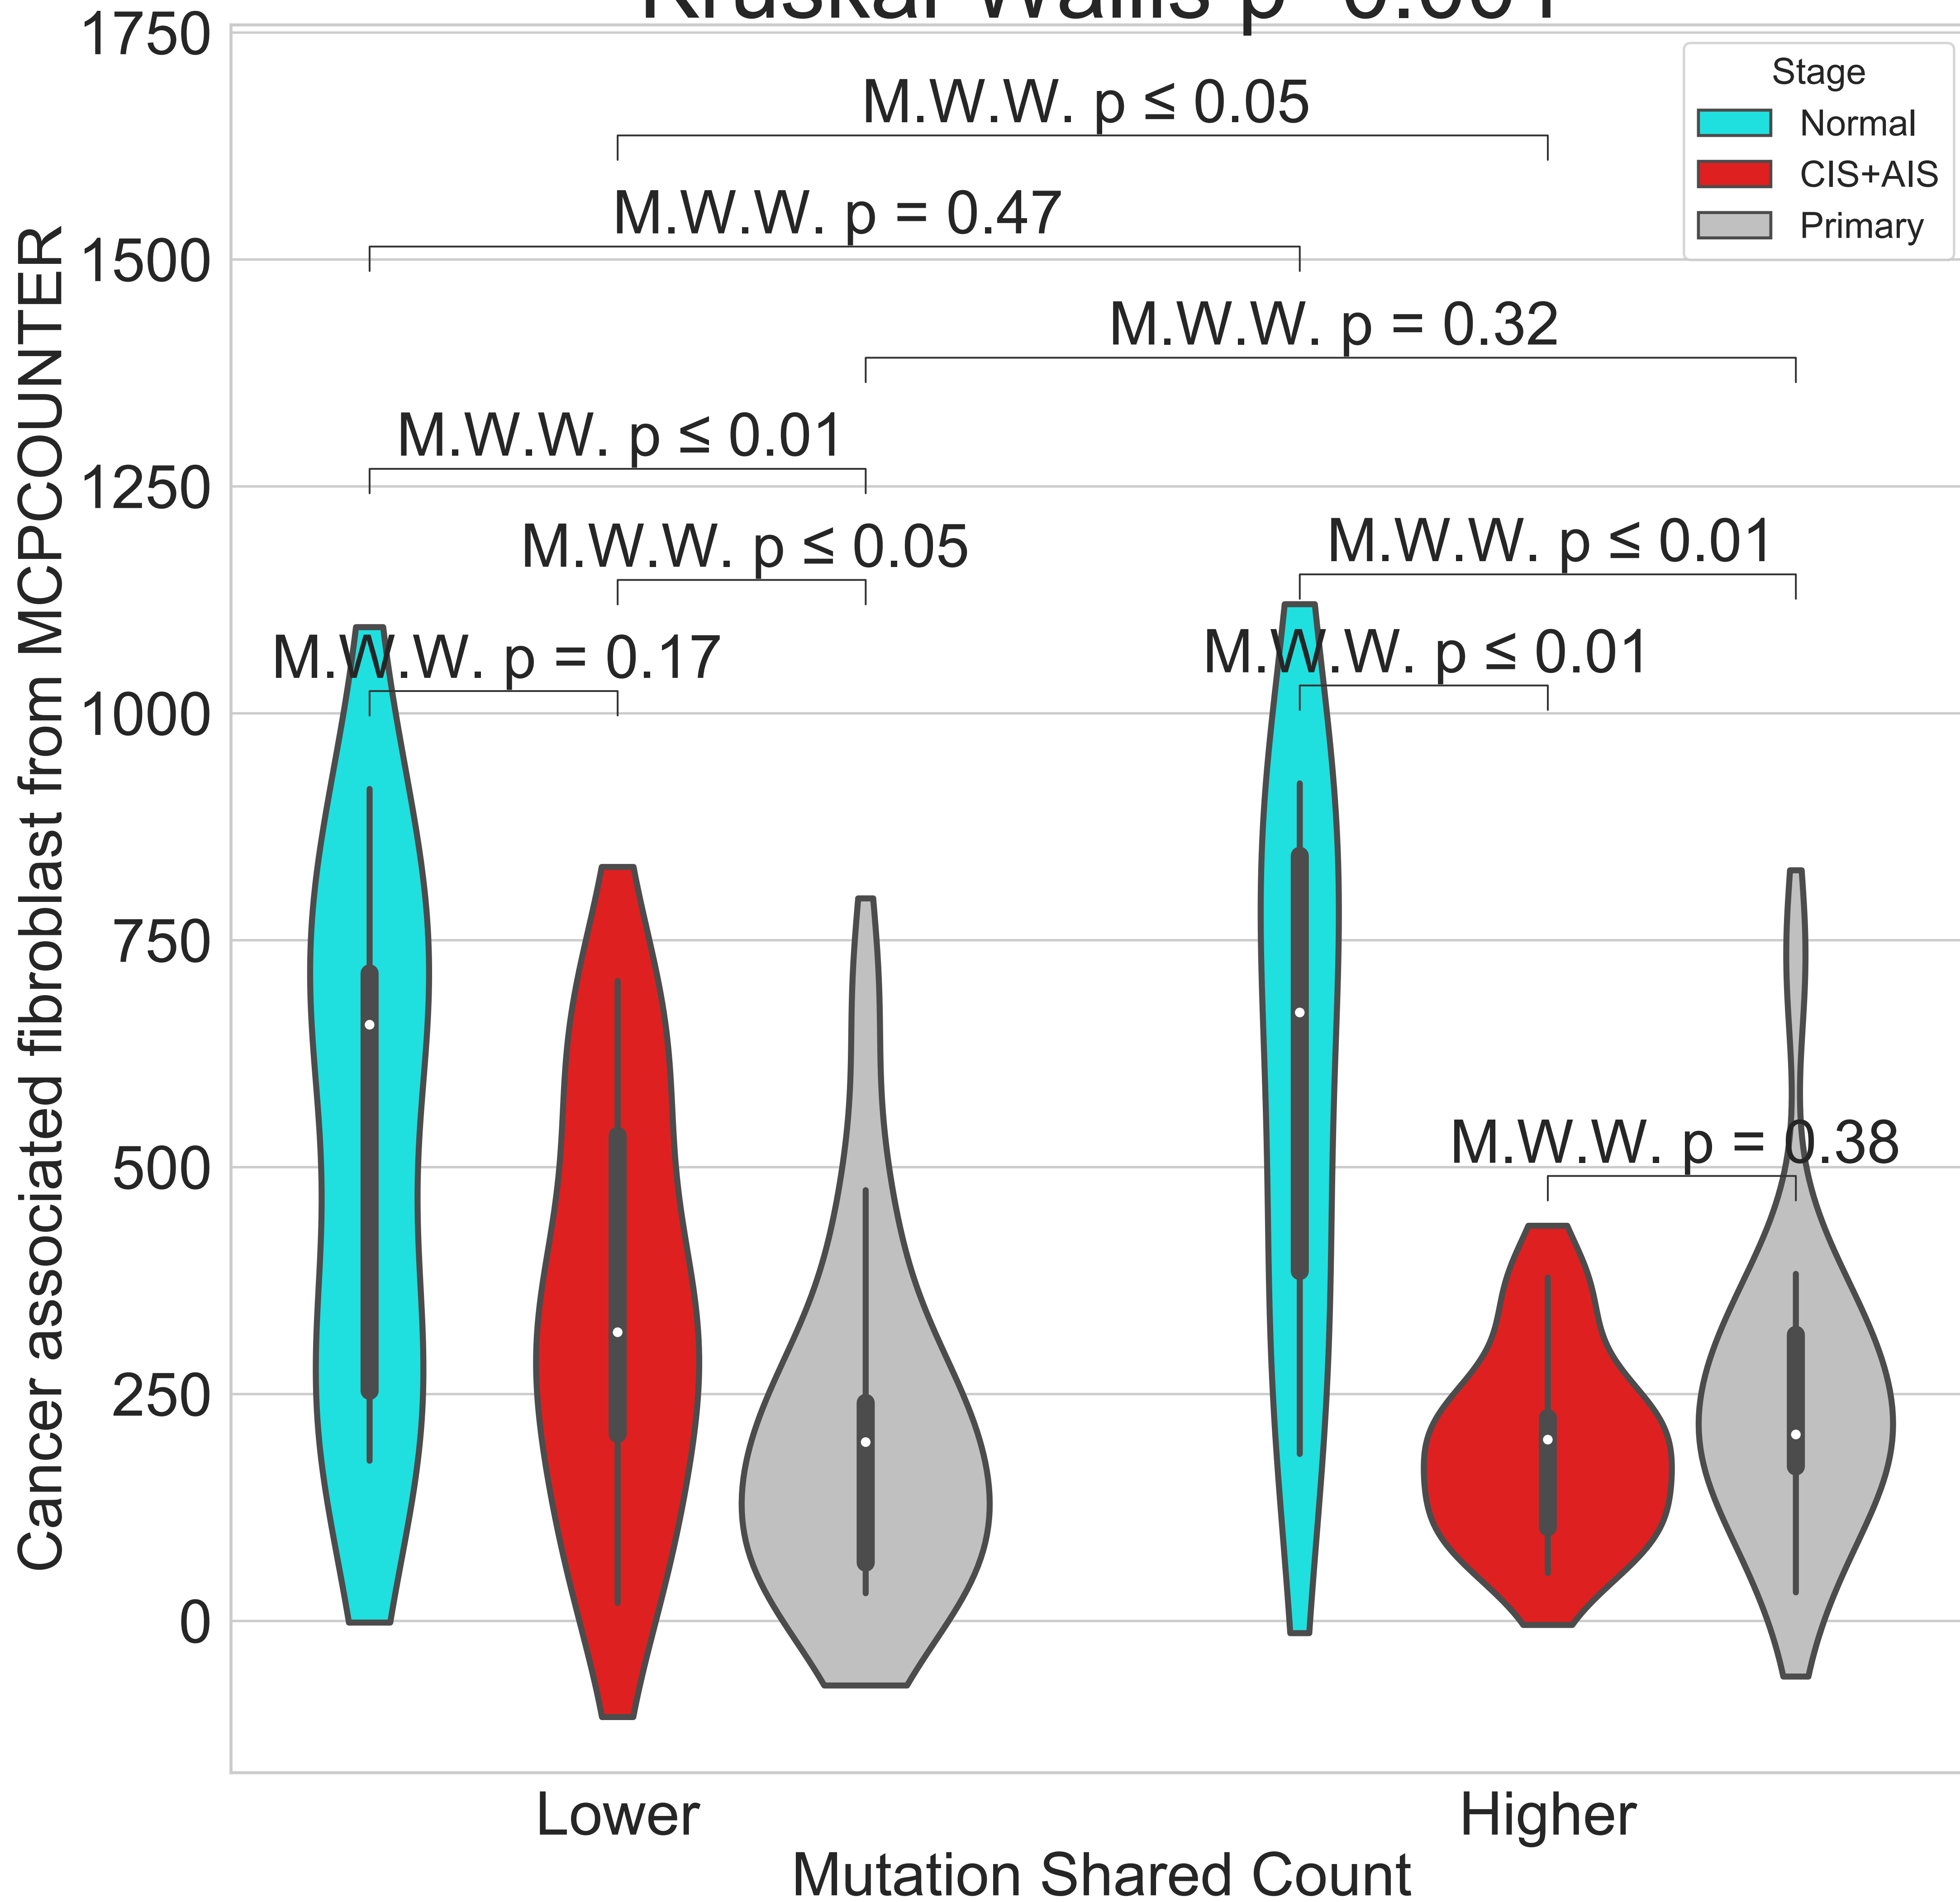 1750
M.W.W. p ≤ 0.05
Stage
Normal
CIS+AIS
Primary
M.W.W. p = 0.47
1500
M.W.W. p = 0.32
M.W.W. p ≤ 0.01
1250
M.W.W. p ≤ 0.05
M.W.W. p ≤ 0.01
M.W.W. p = 0.17
M.W.W. p ≤ 0.01
1000
750
M.W.W. p = 0.38
500
250
0
Cancer associated fibroblast from MCPCOUNTER
Lower
Higher
Mutation Shared Count